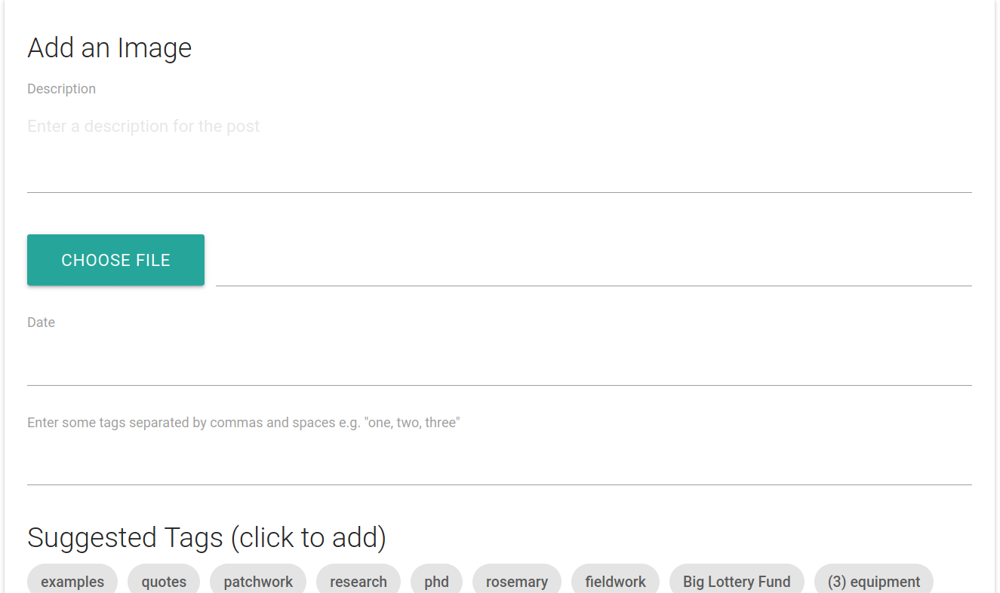 Add an Image
Description
Enter a description for the post
CHOOSE FILE
Date
Enter some tags separated by commas and spaces e.g. "one, two, three"
Suggested Tags (click to add)
examples quotes patchwork research phd rosemary fieldwork Big Lottery Fund (3) equipment